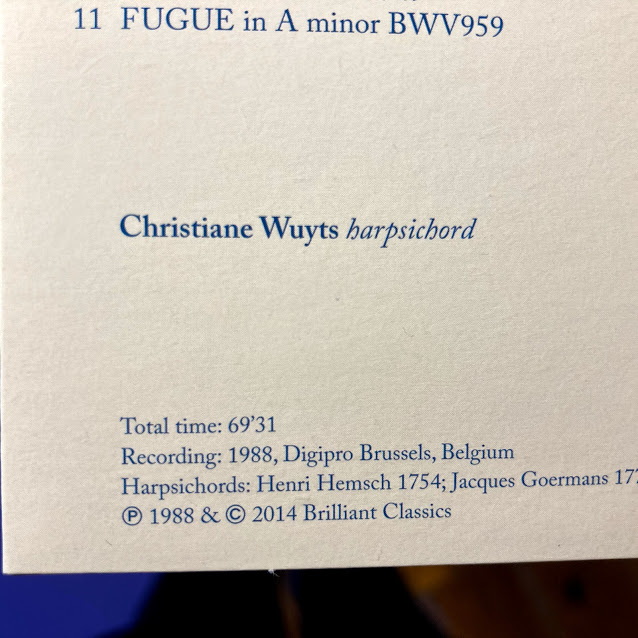 11 FUGUE in A minor BWV959
Christiane Wuyts harpsichord
Total time: 69’31
Recording: 1988, Digipro Brussels, Belgium
Harpsichords: Henri Hemsch 1754; Jacques Goermans
℗ 1988 & © 2014 Brilliant Classics